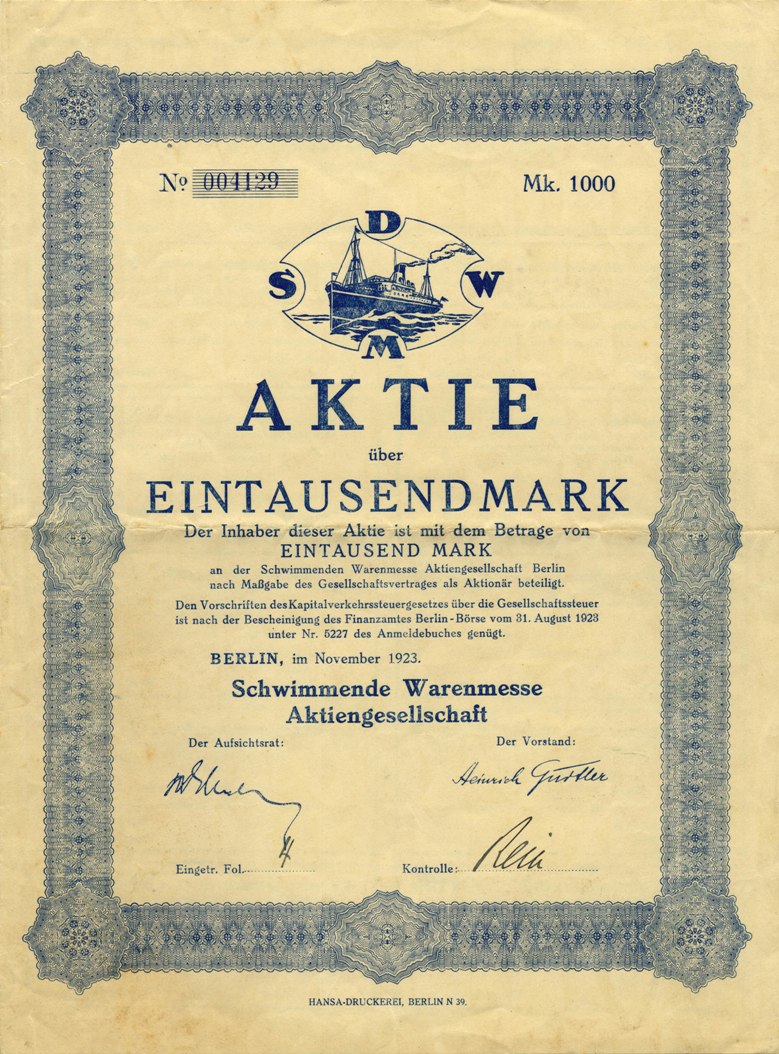 Nº 004129 Mk. 1000
D
S W
M
AKTIE
über
EINTAUSENDMARK
Der Inhaber dieser Aktie ist mit dem Betrage von
EINTAUSEND MARK
an der Schwimmenden Warenmesse Aktiengesellschaft Berlin
nach Maßgabe des Gesellschaftsvertrages als Aktionär beteiligt.
Den Vorschriften des Kapitalverkehrssteuergesetzes über die Gesellschaftssteuer
ist nach der Bescheinigung des Finanzamtes Berlin-Börse vom 31. August 1923
unter Nr. 5227 des Anmeldebuches genügt.
BERLIN, im November 1923.
Schwimmende Warenmesse
Aktiengesellschaft
Der Aufsichtsrat: Der Vorstand:
Heinrich
Eingetr. Fol. 4 Kontrolle:
HANSA-DRUCKEREI, BERLIN N 39.